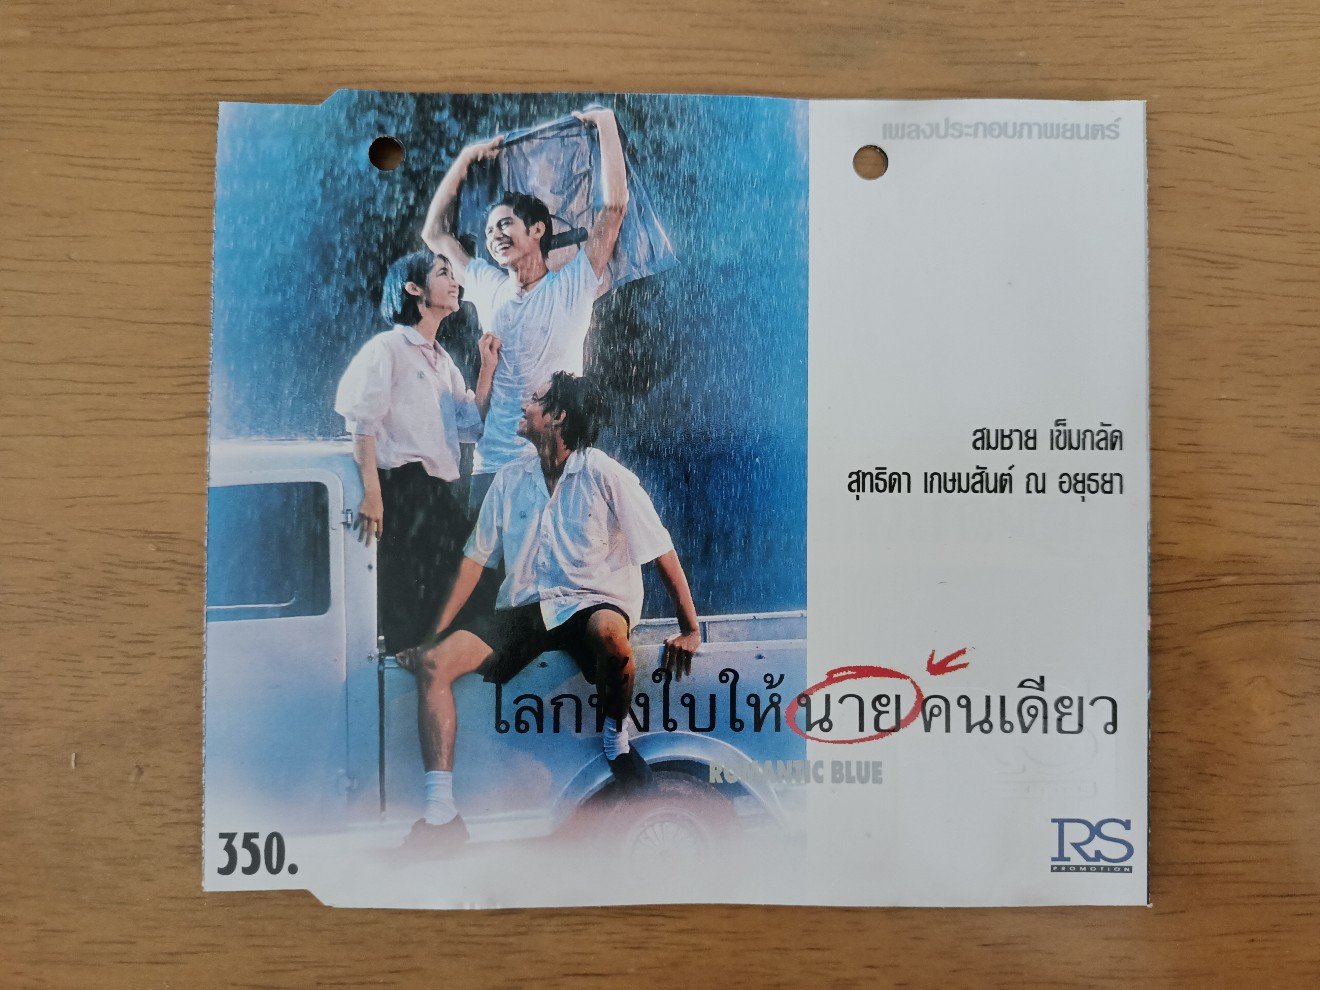 เพลงประกอบภาพยนตร์
สมชาย เข็มกลัด
สุทธิดา เกษมสันต์ ณ อยุธยา
โลกทั้งใบให้ นาย คนเดียว
ROMANTIC BLUE
350.
RS
PROMOTION